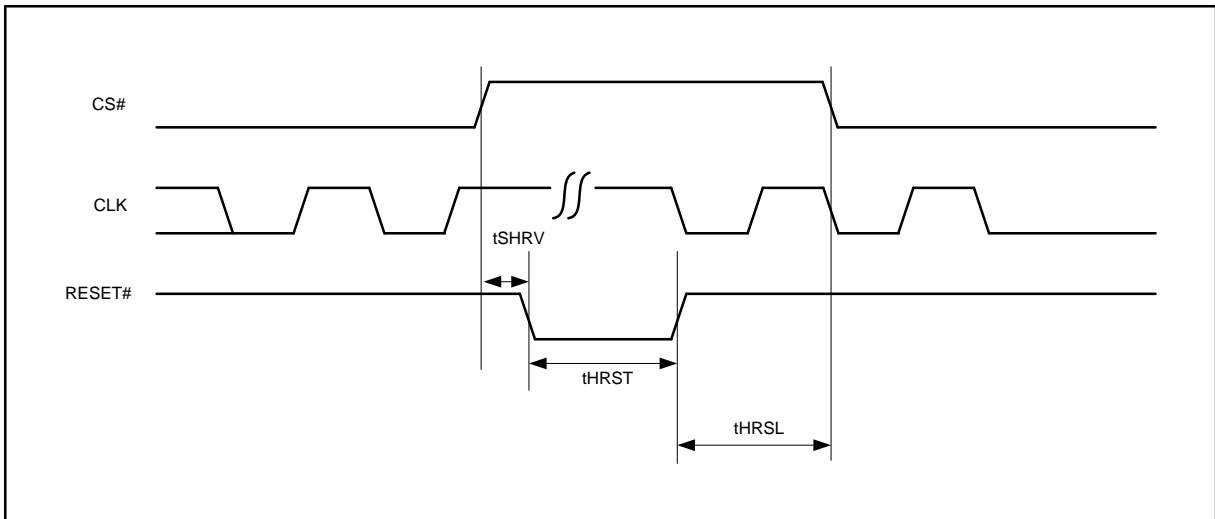 CS#
CLK
tSHRV
RESET#
tHRST
tHRSL